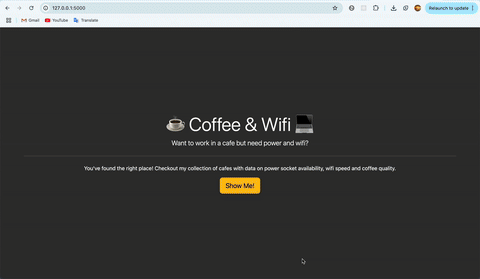 127.0.0.1:5000
Relaunch to update
Gmail
YouTube
Translate
☕ Coffee & Wifi 💻
Want to work in a cafe but need power and wifi?
You've found the right place! Checkout my collection of cafes with data on power socket availability, wifi speed and coffee quality.
Show Me!